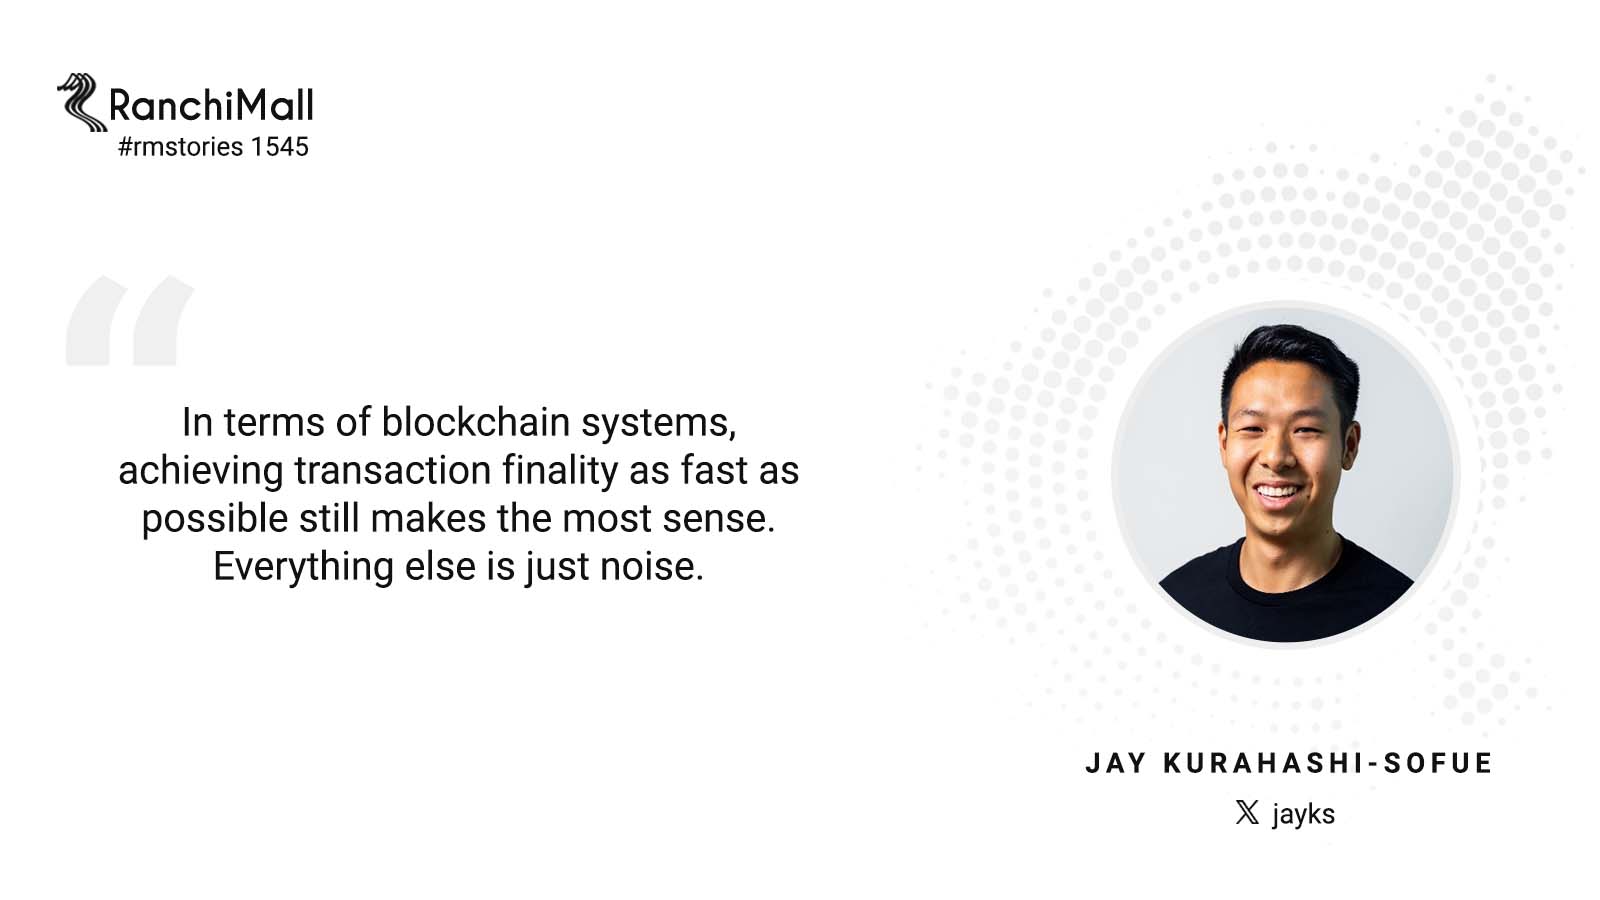 RanchiMall
#rmstories 1545
“
In terms of blockchain systems,
achieving transaction finality as fast as
possible still makes the most sense.
Everything else is just noise.
JAY KURAHASHI-SOFUE
X jayks